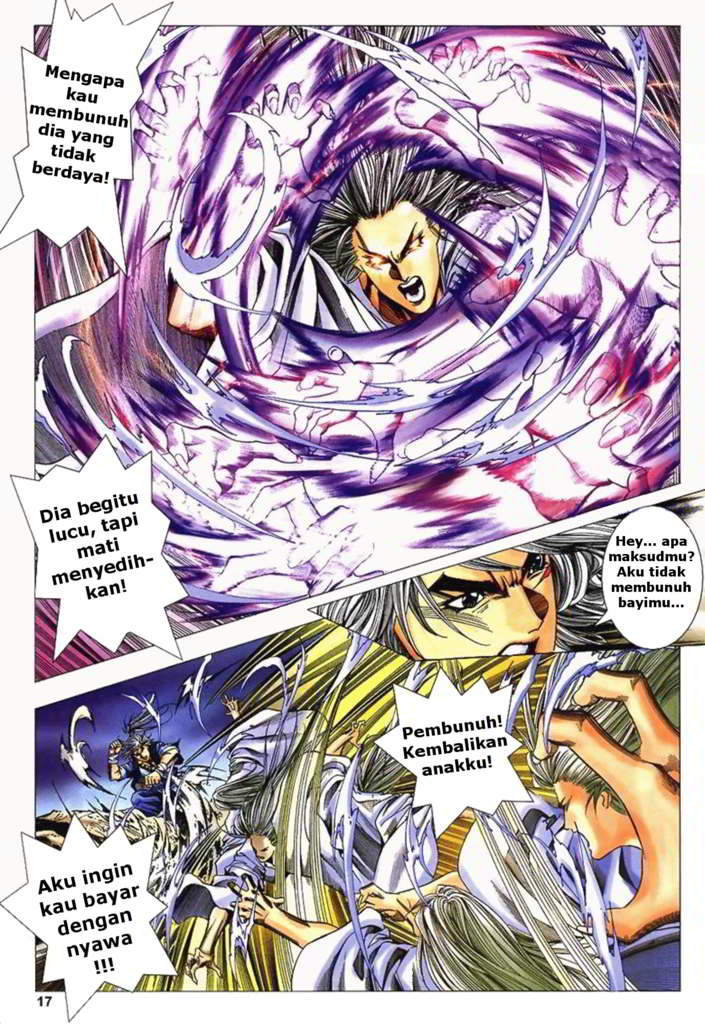 Mengapa
kau
membunuh
dia yang
tidak
berdaya!
Dia begitu
lucu, tapi
mati
menyedih-
kan!
Hey... apa
maksudmu?
Aku tidak
membunuh
bayimu...
Pembunuh!
Kembalikan
anakku!
Aku ingin
kau bayar
dengan
nyawa
!!!
17